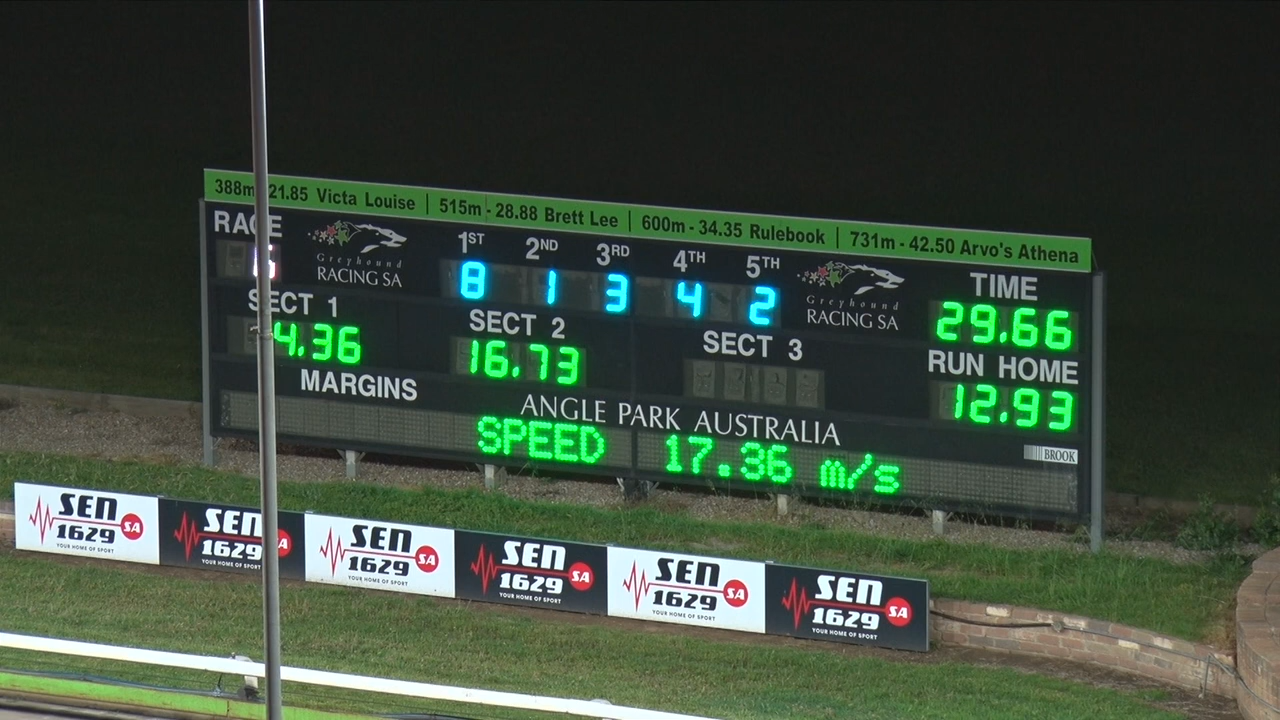 388m 21.85 Victa Louise | 515m - 28.88 Brett Lee | 600m - 34.35 Rulebook | 731m - 42.50 Arvo's Athena
RACE
Greyhound
RACING SA
1ST 2ND 3RD 4TH 5TH
8 1 3 4 2
Greyhound
RACING SA
TIME
29.66
SECT 1
4.36
SECT 2
16.73
SECT 3
RUN HOME
12.93
MARGINS
ANGLE PARK AUSTRALIA
SPEED 17.36 m/s
BROOK
SEN SA
1629
YOUR HOME OF SPORT
SEN
1629
YOUR HOME OF
SEN SA
1629
YOUR HOME OF SPORT
SEN SA
1629
YOUR HOME OF SPORT
SEN SA
1629
YOUR HOME OF SPORT
SEN SA
1629
YOUR HOME OF SPORT